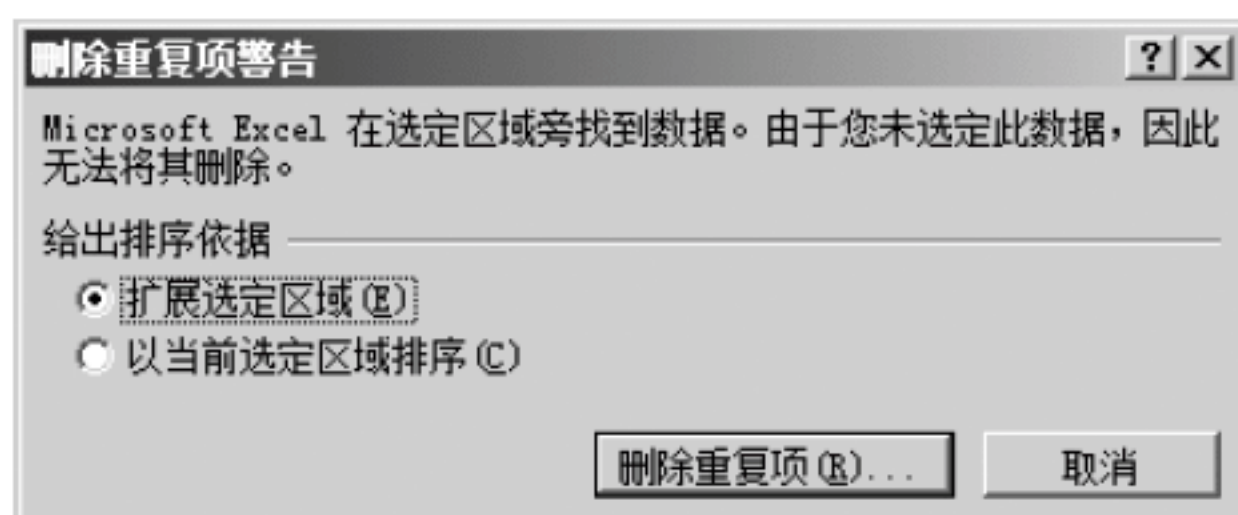 删除重复项警告
Microsoft Excel 在选定区域旁找到数据。由于您未选定此数据，因此
无法将其删除。
给出排序依据
扩展选定区域(E)
以当前选定区域排序(C)
删除重复项(R)... 取消